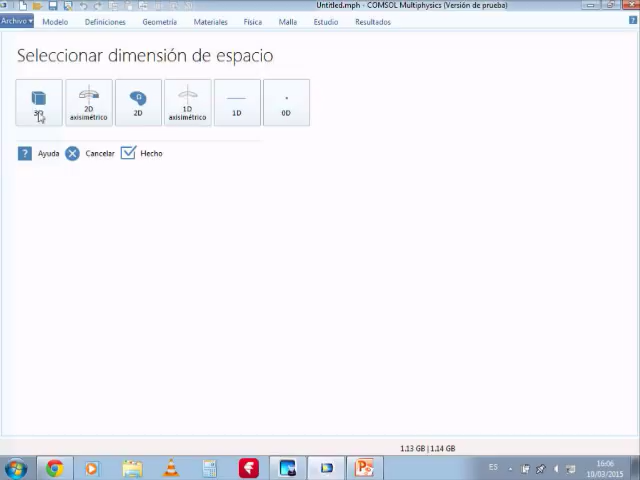 Untitled.mph - COMSOL Multiphysics (Versión de prueba)
Archivo Modelo Definiciones Geometría Materiales Física Malla Estudio Resultados
Seleccionar dimensión de espacio
3D
2D axisimétrico
2D
1D axisimétrico
1D
0D
Ayuda Cancelar Hecho
1.13 GB | 1.14 GB
ES
16:06
19/03/2015